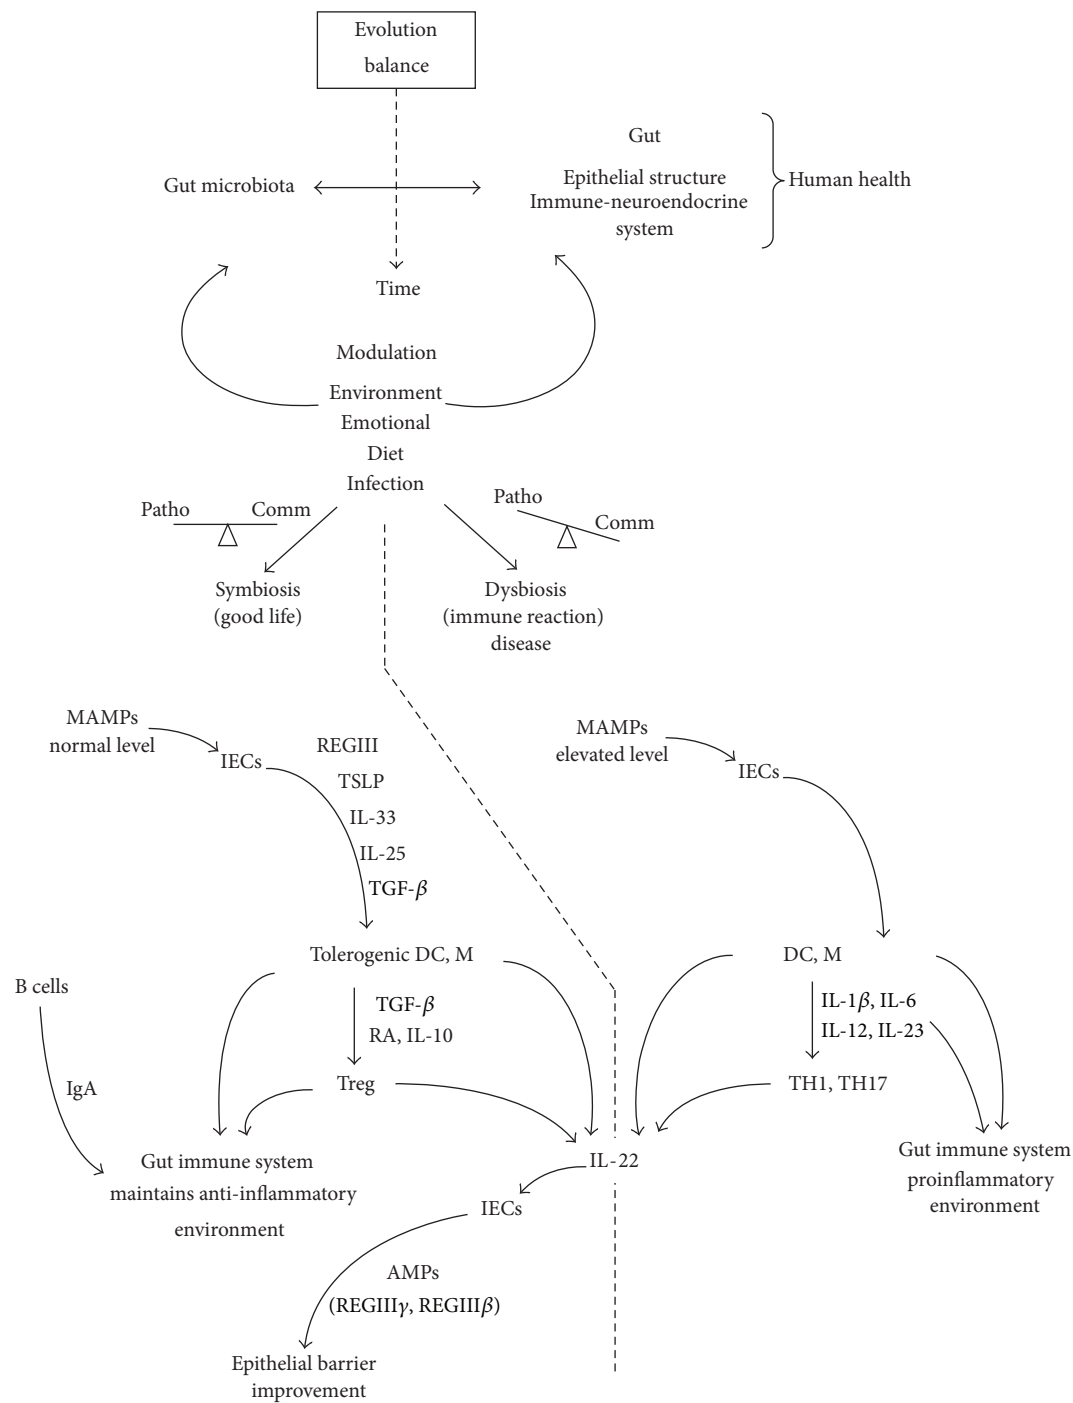 Evolution
balance
Gut microbiota
Gut
Epithelial structure
Immune-neuroendocrine
system
Human health
Time
Modulation
Environment
Emotional
Diet
Infection
Patho
Comm
Patho
Comm
Symbiosis
(good life)
Dysbiosis
(immune reaction)
disease
MAMPs
normal level
IECs
REGIII
TSLP
IL-33
IL-25
TGF-β
Tolerogenic DC, M
B cells
IgA
TGF-β
RA, IL-10
Treg
Gut immune system
maintains anti-inflammatory
environment
MAMPs
elevated level
IECs
DC, M
IL-1β, IL-6
IL-12, IL-23
TH1, TH17
Gut immune system
proinflammatory
environment
IL-22
IECs
AMPs
(REGIIIγ, REGIIIβ)
Epithelial barrier
improvement